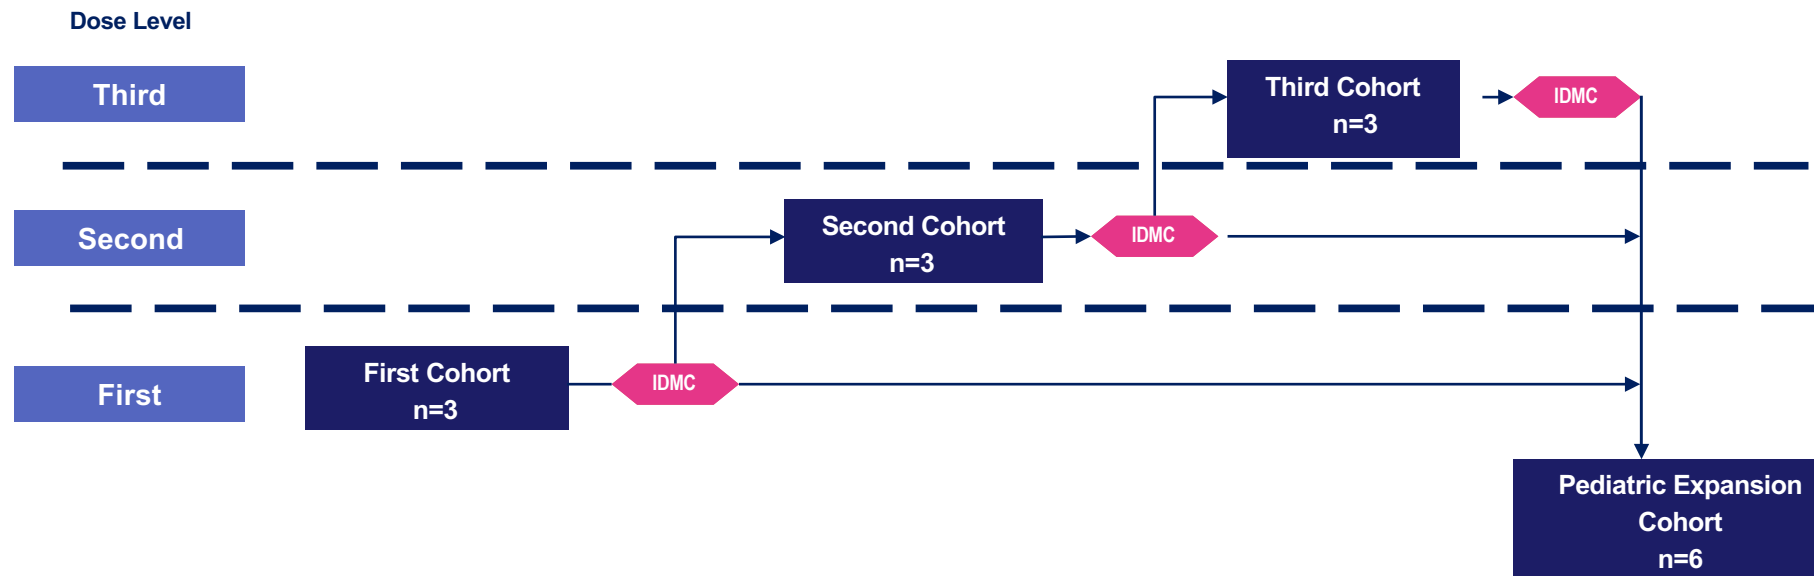 Dose Level
Third
Third Cohort
n=3
IDMC
Second
Second Cohort
n=3
IDMC
First
First Cohort
n=3
IDMC
Pediatric Expansion
Cohort
n=6